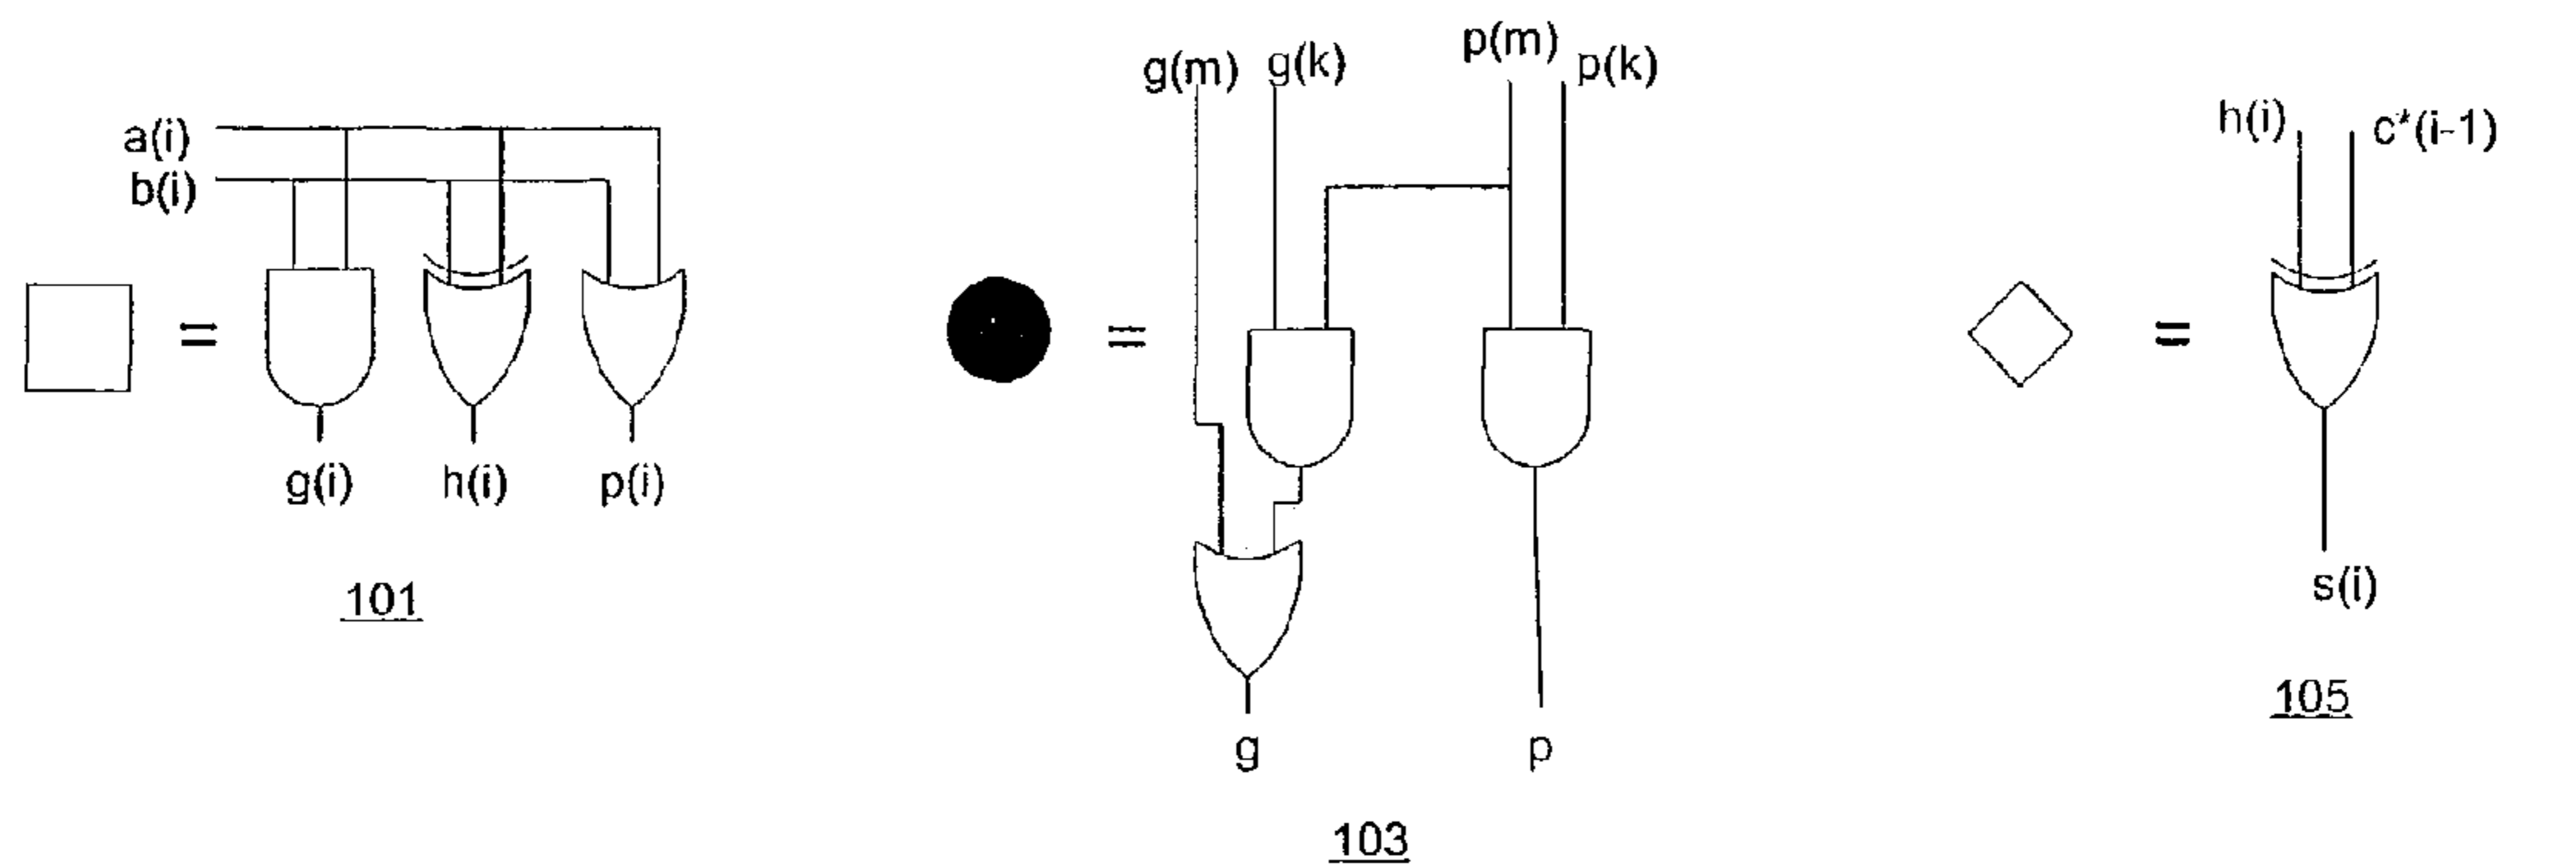 a(i)
b(i)
=
g(i) h(i) p(i)
101
g(m) g(k) p(m) p(k)
=
g p
103
h(i) c*(i-1)
=
s(i)
105